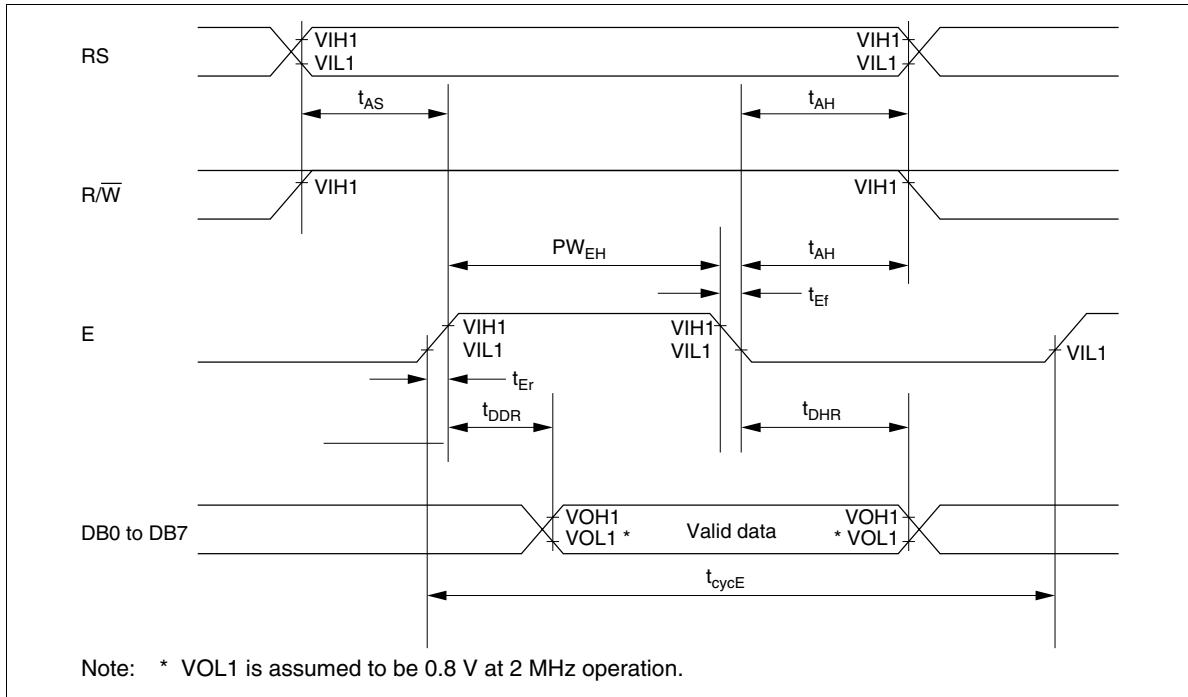 RS
VIH1
VIL1
VIH1
VIL1
tAS
tAH
R/W̅
VIH1
VIH1
PWEH
tAH
tEf
E
VIH1
VIL1
VIH1
VIL1
VIL1
tEr
tDDR
tDHR
DB0 to DB7
VOH1
VOL1 *
Valid data
VOH1
* VOL1
tcycE
Note: * VOL1 is assumed to be 0.8 V at 2 MHz operation.